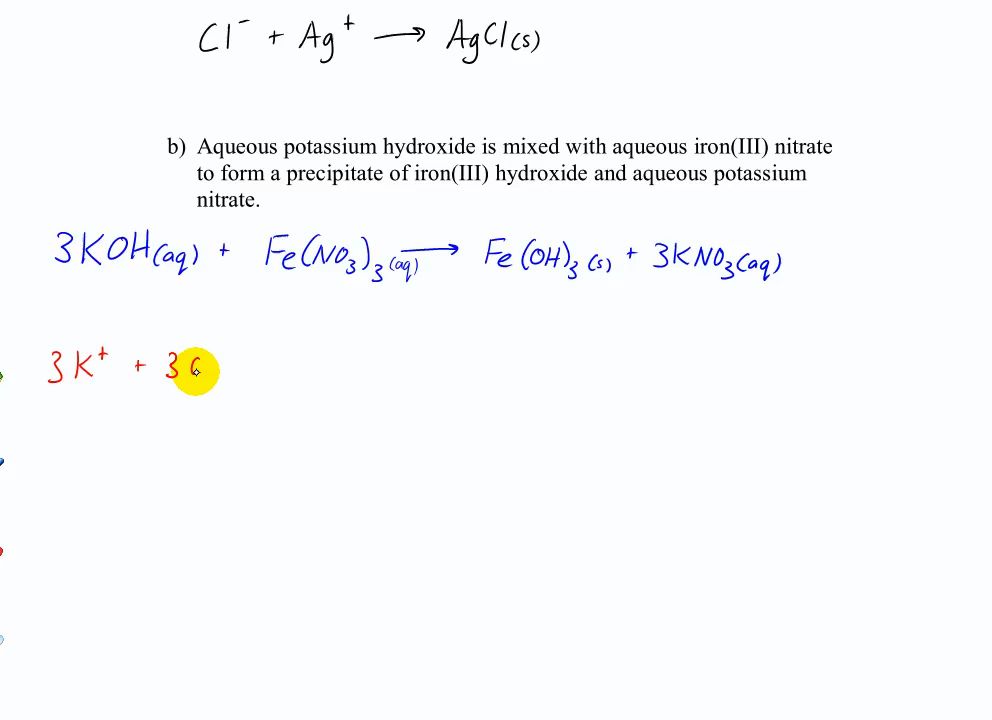 Cl⁻ + Ag⁺ → AgCl(s)
b) Aqueous potassium hydroxide is mixed with aqueous iron(III) nitrate
to form a precipitate of iron(III) hydroxide and aqueous potassium
nitrate.
3KOH(aq) + Fe(NO₃)₃(aq) → Fe(OH)₃(s) + 3KNO₃(aq)
3K⁺ + 3